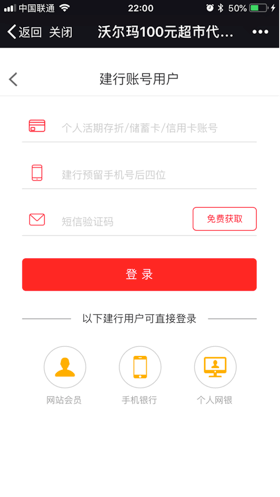 中国联通 22:00 50%
返回 关闭 沃尔玛100元超市代...
建行账号用户
个人活期存折/储蓄卡/信用卡账号
建行预留手机号后四位
短信验证码 免费获取
登录
以下建行用户可直接登录
网站会员 手机银行 个人网银